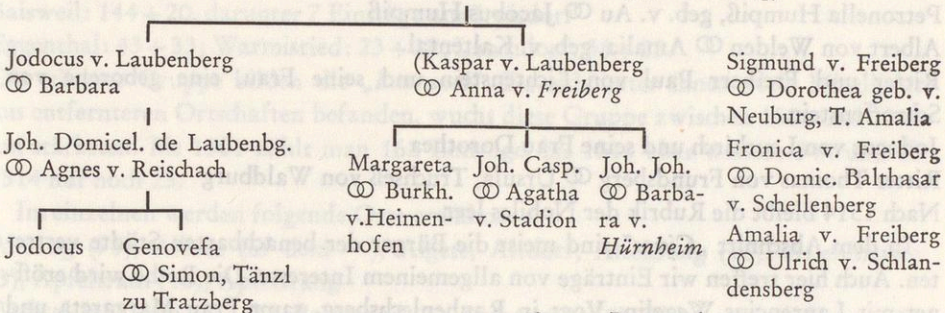 Jodocus v. Laubenberg
⚭ Barbara
Joh. Domicel. de Laubenbg.
⚭ Agnes v. Reischach
Jodocus Genovefa
⚭ Simon, Tänzl
zu Tratzberg
(Kaspar v. Laubenberg
⚭ Anna v. Freiberg
Margareta Joh. Casp. Joh. Joh.
⚭ Burkh. ⚭ Agatha ⚭ Barba-
v. Heimert- v. Stadion ra v.
hofen Hürnheim
Sigmund v. Freiberg
⚭ Dorothea geb. v.
Neuburg, T. Amalia
Fronica v. Freiberg
⚭ Domic. Balthasar
v. Schellenberg
Amalia v. Freiberg
⚭ Ulrich v. Schlan-
densberg